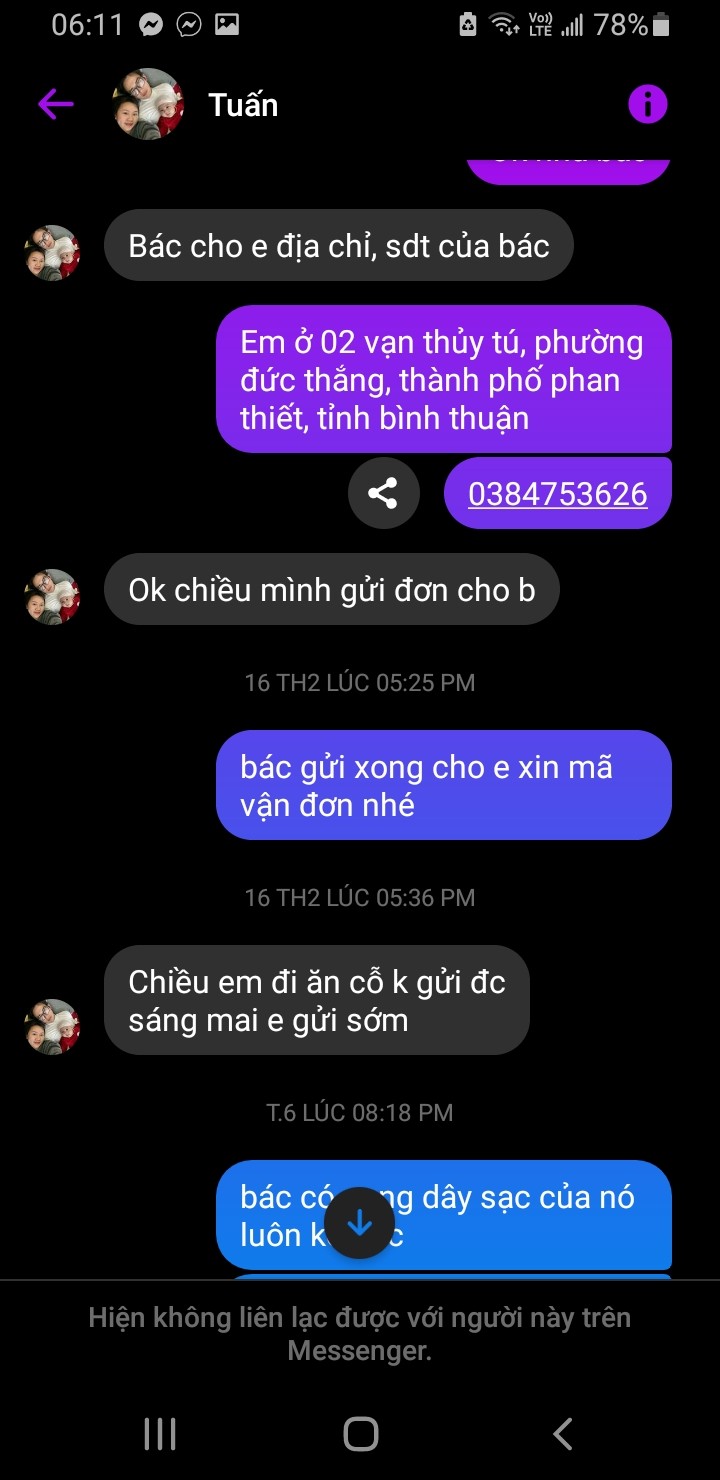 06:11
Vo))
LTE
78%
Tuấn
Bác cho e địa chỉ, sdt của bác
Em ở 02 vạn thủy tú, phường
đức thắng, thành phố phan
thiết, tỉnh bình thuận
0384753626
Ok chiều mình gửi đơn cho b
16 TH2 LÚC 05:25 PM
bác gửi xong cho e xin mã
vận đơn nhé
16 TH2 LÚC 05:36 PM
Chiều em đi ăn cỗ k gửi đc
sáng mai e gửi sớm
T.6 LÚC 08:18 PM
bác có dây sạc của nó
luôn
Hiện không liên lạc được với người này trên
Messenger.